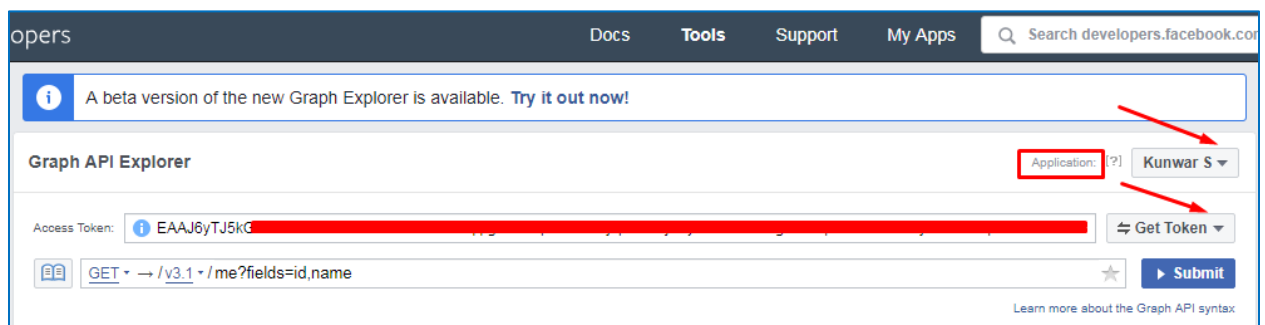 opers Docs Tools Support My Apps Search developers.facebook.cor
A beta version of the new Graph Explorer is available. Try it out now!
Graph API Explorer Application: [?] Kunwar S
Access Token: EAAJ6yTJ5kG Get Token
GET → / v3.1 / me?fields=id,name Submit
Learn more about the Graph API syntax